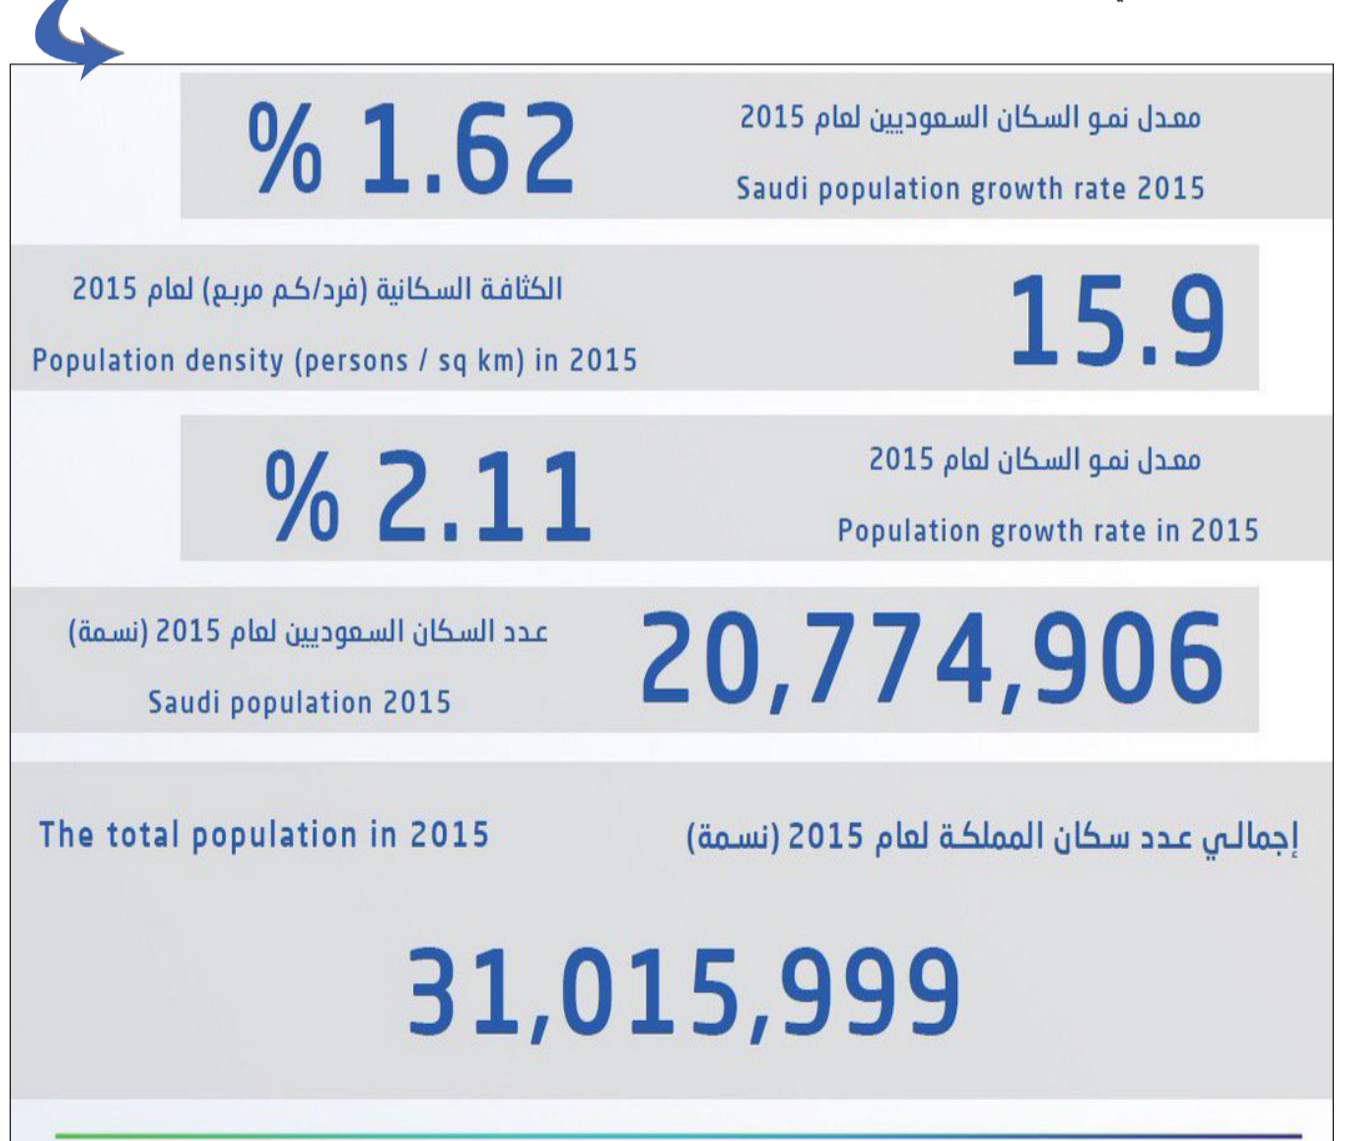 % 1.62
معدل نمو السكان السعوديين لعام 2015
Saudi population growth rate 2015
الكثافة السكانية (فرد/كم مربع) لعام 2015
Population density (persons / sq km) in 2015
15.9
% 2.11
معدل نمو السكان لعام 2015
Population growth rate in 2015
عدد السكان السعوديين لعام 2015 (نسمة)
Saudi population 2015
20,774,906
The total population in 2015
إجمالي عدد سكان المملكة لعام 2015 (نسمة)
31,015,999